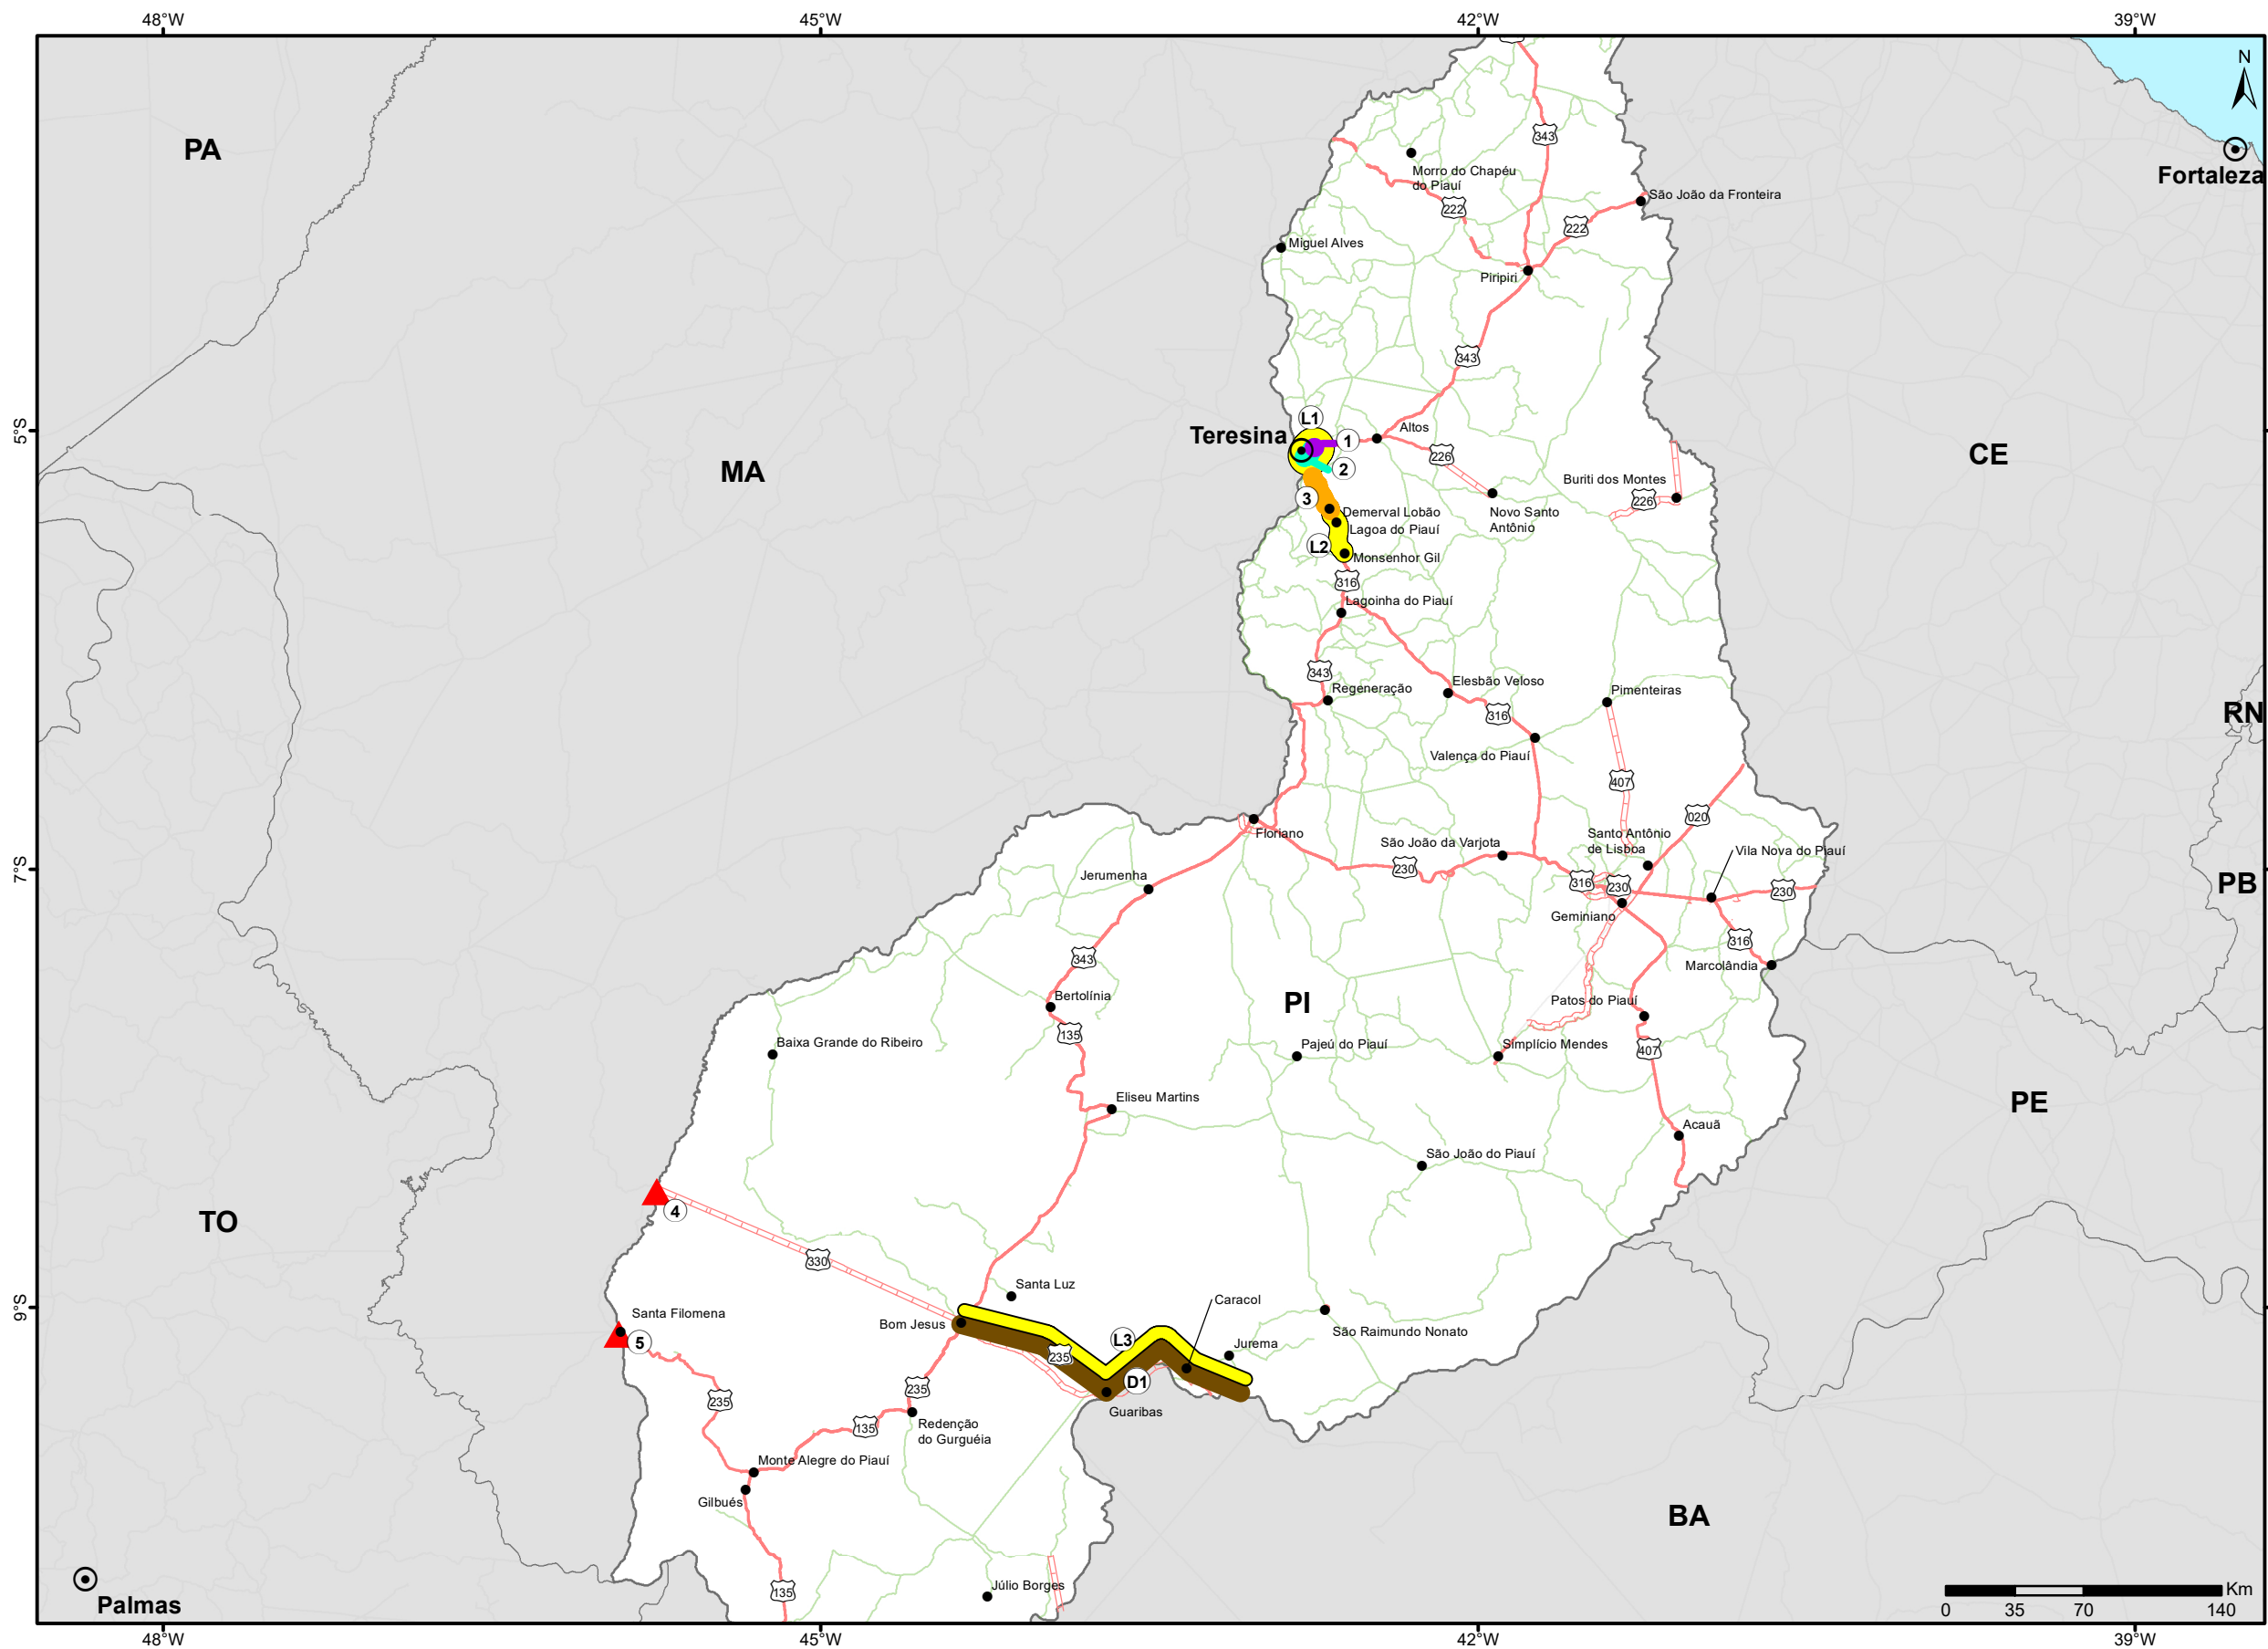 48°W
45°W
42°W
39°W
N
343
PA
Fortaleza
Morro do Chapéu
do Piauí
São João da Fronteira
222
222
Miguel Alves
Piripiri
343
L1
5°S
Teresina
1
Altos
2
226
CE
MA
Buriti dos Montes
226
3
Demerval Lobão
Novo Santo
Antônio
Lagoa do Piauí
L2
Monsenhor Gil
316
Lagoinha do Piauí
343
Regeneração
Elesbão Veloso
Pimenteiras
316
RN
Valença do Piauí
407
020
Floriano
São João da Varjota
Santo Antônio
de Lisboa
Vila Nova do Piauí
7°S
230
Jerumenha
316
230
230
PB
Geminiano
316
343
Marcolândia
Bertolínia
PI
Patos do Piauí
135
Baixa Grande do Ribeiro
Pajeú do Piauí
Simplício Mendes
407
Eliseu Martins
PE
Acauã
São João do Piauí
4
TO
330
Santa Luz
Caracol
9°S
Santa Filomena
Bom Jesus
São Raimundo Nonato
5
L3
Jurema
235
D1
235
235
Guaribas
135
Redenção
do Gurguéia
Monte Alegre do Piauí
Gilbués
BA
135
Júlio Borges
Palmas
Km
0
35
70
140
48°W
45°W
42°W
39°W